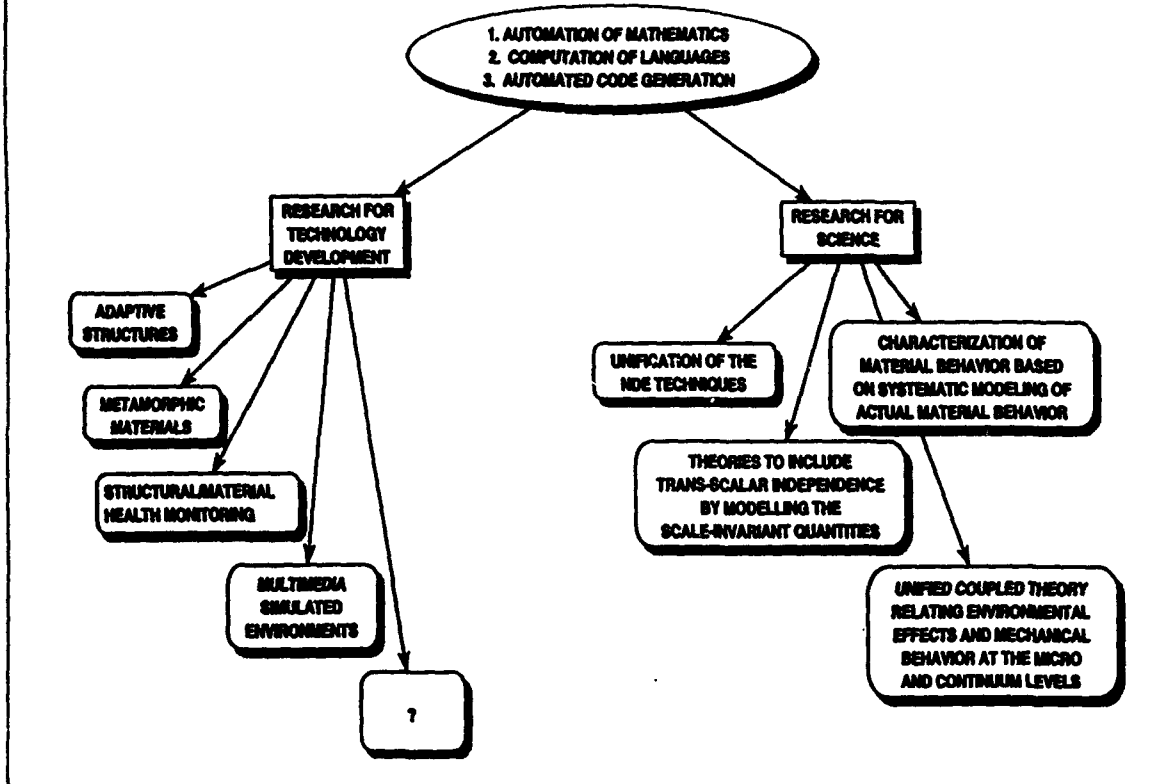 1. AUTOMATION OF MATHEMATICS
2. COMPUTATION OF LANGUAGES
3. AUTOMATED CODE GENERATION
RESEARCH FOR
TECHNOLOGY
DEVELOPMENT
RESEARCH FOR
SCIENCE
ADAPTIVE
STRUCTURES
METAMORPHIC
MATERIALS
STRUCTURAL/MATERIAL
HEALTH MONITORING
MULTIMEDIA
SIMULATED
ENVIRONMENTS
?
UNIFICATION OF THE
NDE TECHNIQUES
CHARACTERIZATION OF
MATERIAL BEHAVIOR BASED
ON SYSTEMATIC MODELING OF
ACTUAL MATERIAL BEHAVIOR
THEORIES TO INCLUDE
TRANS-SCALAR INDEPENDENCE
BY MODELLING THE
SCALE-INVARIANT QUANTITIES
UNIFIED COUPLED THEORY
RELATING ENVIRONMENTAL
EFFECTS AND MECHANICAL
BEHAVIOR AT THE MICRO
AND CONTINUUM LEVELS